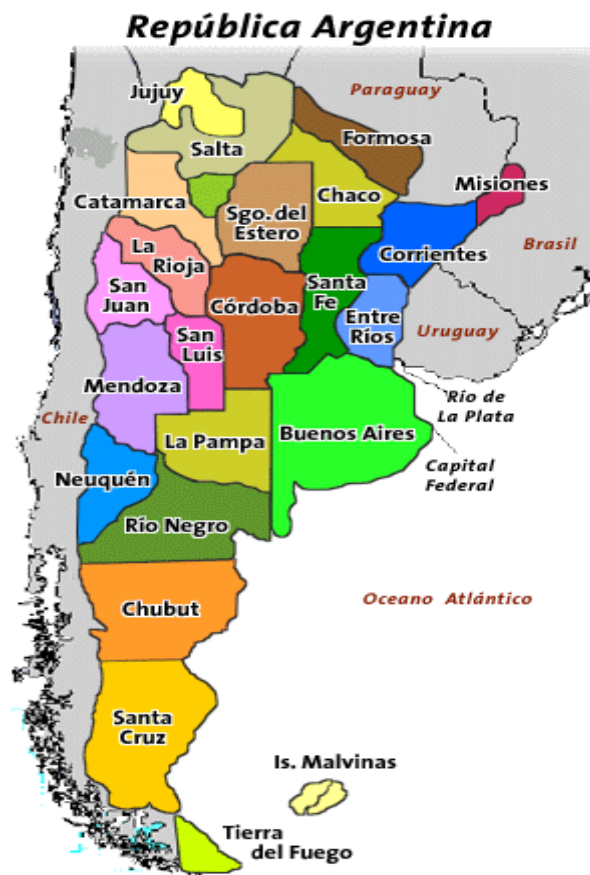 República Argentina
Jujuy
Paraguay
Formosa
Salta
Misiones
Chaco
Catamarca
Sgo. del
Estero
Brasil
Corrientes
La
Rioja
San
Juan
Santa
Fe
Córdoba
Entre
Ríos
Uruguay
San
Luis
Mendoza
Río de
La Plata
Chile
La Pampa
Buenos Aires
Capital
Federal
Neuquén
Río Negro
Chubut
Oceano Atlántico
Santa
Cruz
Is. Malvinas
Tierra
del Fuego